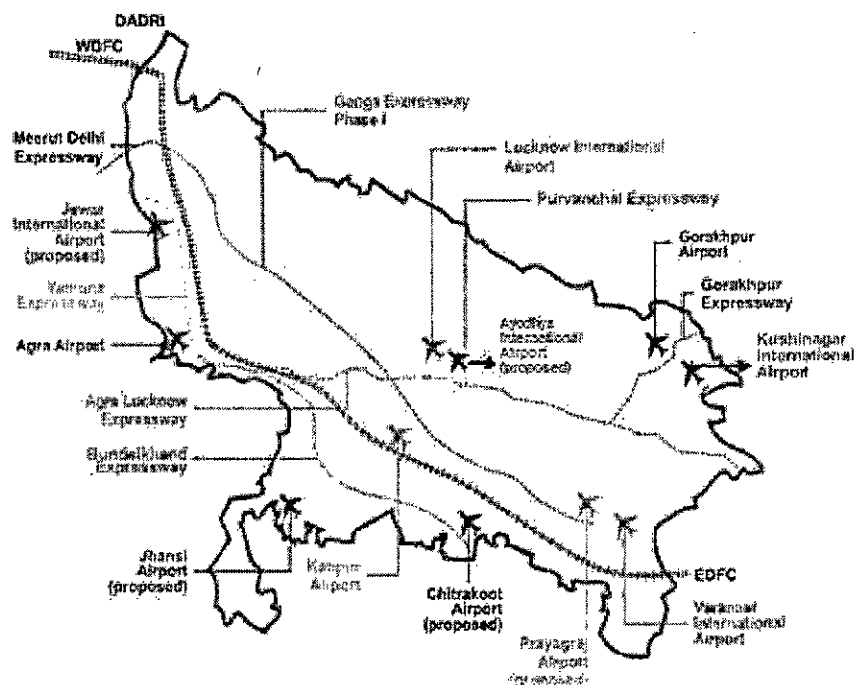 DADRI
WDFC
Ganga Expressway
Phase I
Meerut Delhi
Expressway
Lucknow International
Airport
Purvanchal Expressway
Jewar
International
Airport
(proposed)
Gorakhpur
Airport
Yamuna
Expressway
Gorakhpur
Expressway
Agra Airport
Ayodhya
International
Airport
(proposed)
Kushinagar
International
Airport
Agra Lucknow
Expressway
Bundelkhand
Expressway
Jhansi
Airport
(proposed)
Kanpur
Airport
Chitrakoot
Airport
(proposed)
EDFC
Varanasi
International
Airport
Prayagraj
Airport
(proposed)